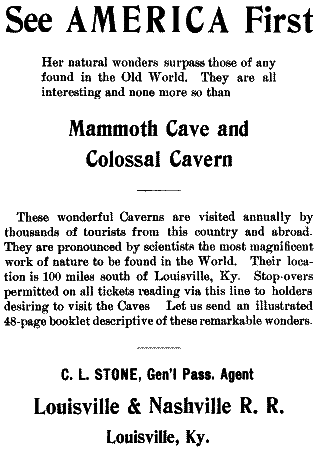 See AMERICA First
Her natural wonders surpass those of any
found in the Old World. They are all
interesting and none more so than
Mammoth Cave and
Colossal Cavern
These wonderful Caverns are visited annually by
thousands of tourists from this country and abroad.
They are pronounced by scientists the most magnificent
work of nature to be found in the World. Their loca-
tion is 100 miles south of Louisville, Ky. Stop-overs
permitted on all tickets reading via this line to holders
desiring to visit the Caves Let us send an illustrated
48-page booklet descriptive of these remarkable wonders.
C. L. STONE, Gen'l Pass. Agent
Louisville & Nashville R. R.
Louisville, Ky.